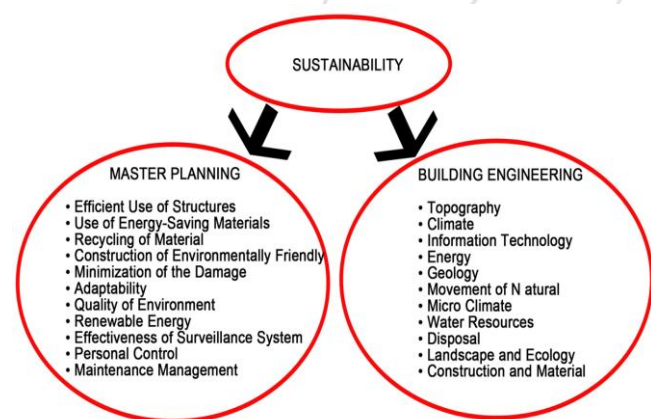 SUSTAINABILITY
MASTER PLANNING
• Efficient Use of Structures
• Use of Energy-Saving Materials
• Recycling of Material
• Construction of Environmentally Friendly
• Minimization of the Damage
• Adaptability
• Quality of Environment
• Renewable Energy
• Effectiveness of Surveillance System
• Personal Control
• Maintenance Management
BUILDING ENGINEERING
• Topography
• Climate
• Information Technology
• Energy
• Geology
• Movement of N atural
• Micro Climate
• Water Resources
• Disposal
• Landscape and Ecology
• Construction and Material